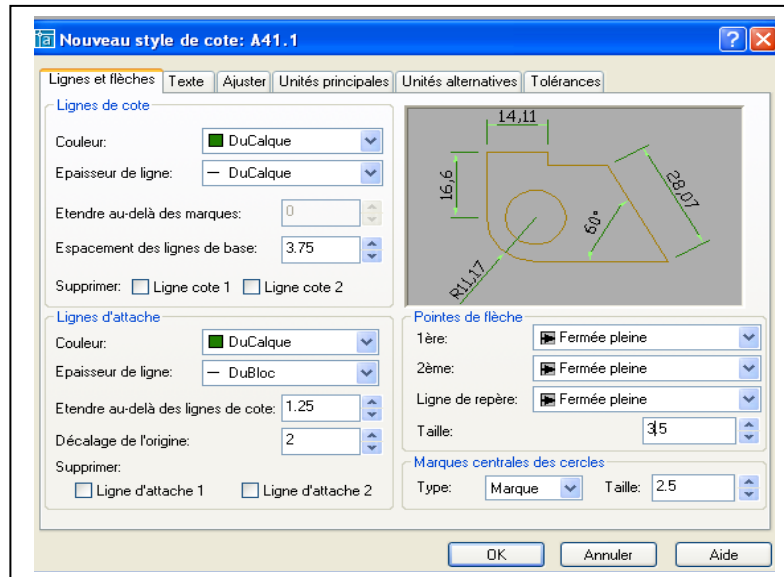 Nouveau style de cote: A41.1
Lignes et flèches Texte Ajuster Unités principales Unités alternatives Tolérances
Lignes de cote
Couleur: DuCalque
Epaisseur de ligne: DuCalque
Etendre au-delà des marques: 0
Espacement des lignes de base: 3.75
Supprimer: Ligne cote 1 Ligne cote 2
14,11
16,6
28,07
60°
R11,17
Lignes d'attache
Couleur: DuCalque
Epaisseur de ligne: DuBloc
Etendre au-delà des lignes de cote: 1.25
Décalage de l'origine: 2
Supprimer:
Ligne d'attache 1 Ligne d'attache 2
Pointes de flèche
1ère: Fermée pleine
2ème: Fermée pleine
Ligne de repère: Fermée pleine
Taille: 3.5
Marques centrales des cercles
Type: Marque Taille: 2.5
OK Annuler Aide